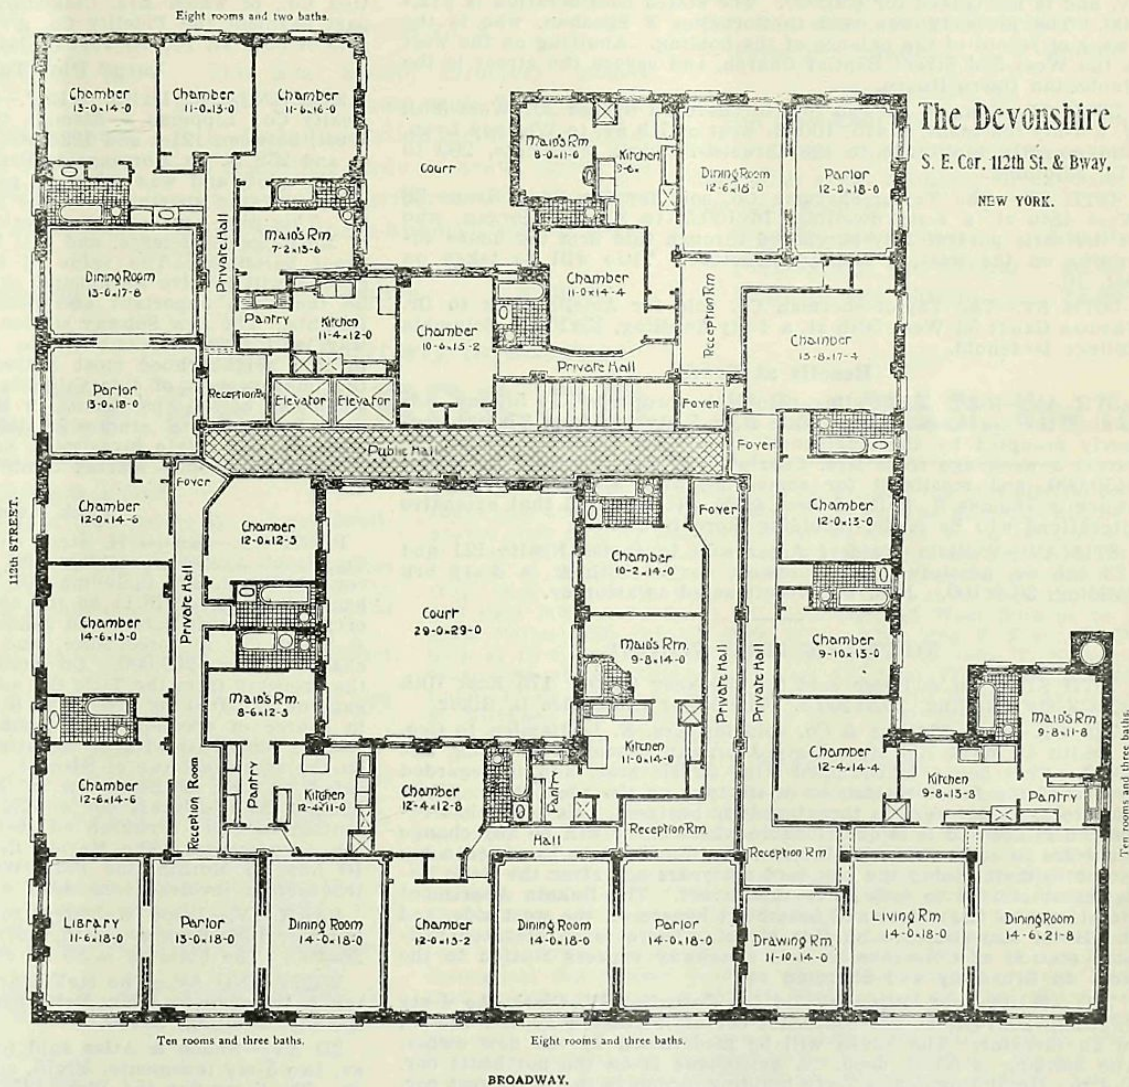 Eight rooms and two baths.
The Devonshire
S. E. Cor. 112th St. & Bway,
NEW YORK.
Chamber
13-0x14-0
Chamber
11-0x13-0
Chamber
11-6x16-0
Court
Maid's Rm
8-0x11-0
Kitchen
Dining Room
12-6x18-0
Parlor
12-0x18-0
Dining Room
13-0x17-8
Private Hall
Maid's Rm
7-2x13-6
Pantry
Kitchen
11-4x12-0
Chamber
10-6x15-2
Chamber
11-0x14-4
Reception Rm
Chamber
13-8x17-4
Private Hall
Parlor
13-0x18-0
Reception Rm
Elevator
Elevator
Foyer
Public Hall
Foyer
112TH STREET.
Chamber
12-0x14-6
Foyer
Chamber
12-0x12-3
Chamber
10-2x14-0
Foyer
Chamber
12-0x13-0
Chamber
14-6x13-0
Private Hall
Court
29-0x29-0
Maid's Rm
9-8x14-0
Private Hall
Private Hall
Chamber
9-10x13-0
Maid's Rm
8-6x12-3
Chamber
12-6x14-6
Reception Room
Pantry
Kitchen
12-4x11-0
Chamber
12-4x12-8
Pantry
Kitchen
11-0x14-0
Hall
Reception Rm
Chamber
12-4x14-4
Kitchen
9-8x13-3
Maid's Rm
9-8x11-8
Pantry
Reception Rm
Ten rooms and three baths.
Library
11-6x18-0
Parlor
13-0x18-0
Dining Room
14-0x18-0
Chamber
12-0x13-2
Dining Room
14-0x18-0
Parlor
14-0x18-0
Drawing Rm
11-10x14-0
Living Rm
14-0x18-0
Dining Room
14-6x21-8
Ten rooms and three baths.
Eight rooms and three baths.
BROADWAY.